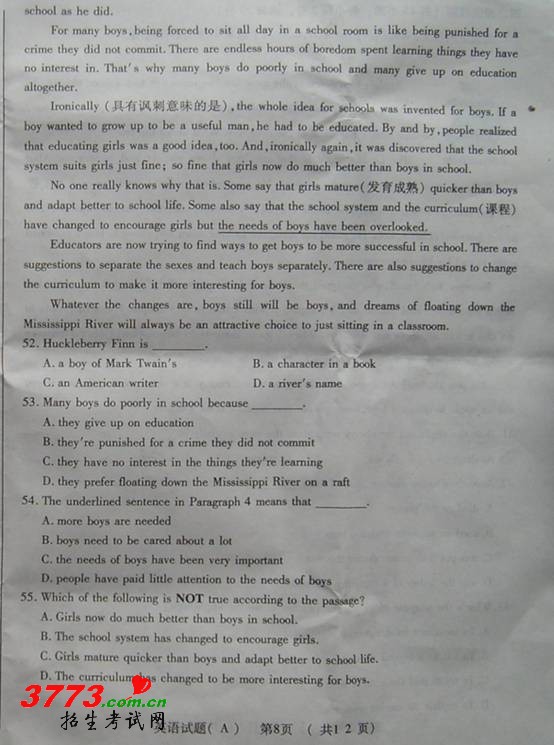 school as he did.
For many boys, being forced to sit all day in a school room is like being punished for a
crime they did not commit. There are endless hours of boredom spent learning things they have
no interest in. That's why many boys do poorly in school and many give up on education
altogether.
Ironically (具有讽刺意味的是), the whole idea for schools was invented for boys. If a
boy wanted to grow up to be a useful man, he had to be educated. By and by, people realized
that educating girls was a good idea, too. And, ironically again, it was discovered that the school
system suits girls just fine; so fine that girls now do much better than boys in school.
No one really knows why that is. Some say that girls mature(发育成熟) quicker than boys
and adapt better to school life. Some also say that the school system and the curriculum(课程)
have changed to encourage girls but the needs of boys have been overlooked.
Educators are now trying to find ways to get boys to be more successful in school. There are
suggestions to separate the sexes and teach boys separately. There are also suggestions to change
the curriculum to make it more interesting for boys.
Whatever the changes are, boys still will be boys, and dreams of floating down the
Mississippi River will always be an attractive choice to just sitting in a classroom.
52. Huckleberry Finn is ________.
A. a boy of Mark Twain's B. a character in a book
C. an American writer D. a river's name
53. Many boys do poorly in school because ________.
A. they give up on education
B. they're punished for a crime they did not commit
C. they have no interest in the things they're learning
D. they prefer floating down the Mississippi River on a raft
54. The underlined sentence in Paragraph 4 means that ________.
A. more boys are needed
B. boys need to be cared about a lot
C. the needs of boys have been very important
D. people have paid little attention to the needs of boys
55. Which of the following is NOT true according to the passage?
A. Girls now do much better than boys in school.
B. The school system has changed to encourage girls.
C. Girls mature quicker than boys and adapt better to school life.
D. The curriculum has changed to be more interesting for boys.
3773.com.cn
招生考试网
英语试题( A ) 第8页 ( 共1 2 页)